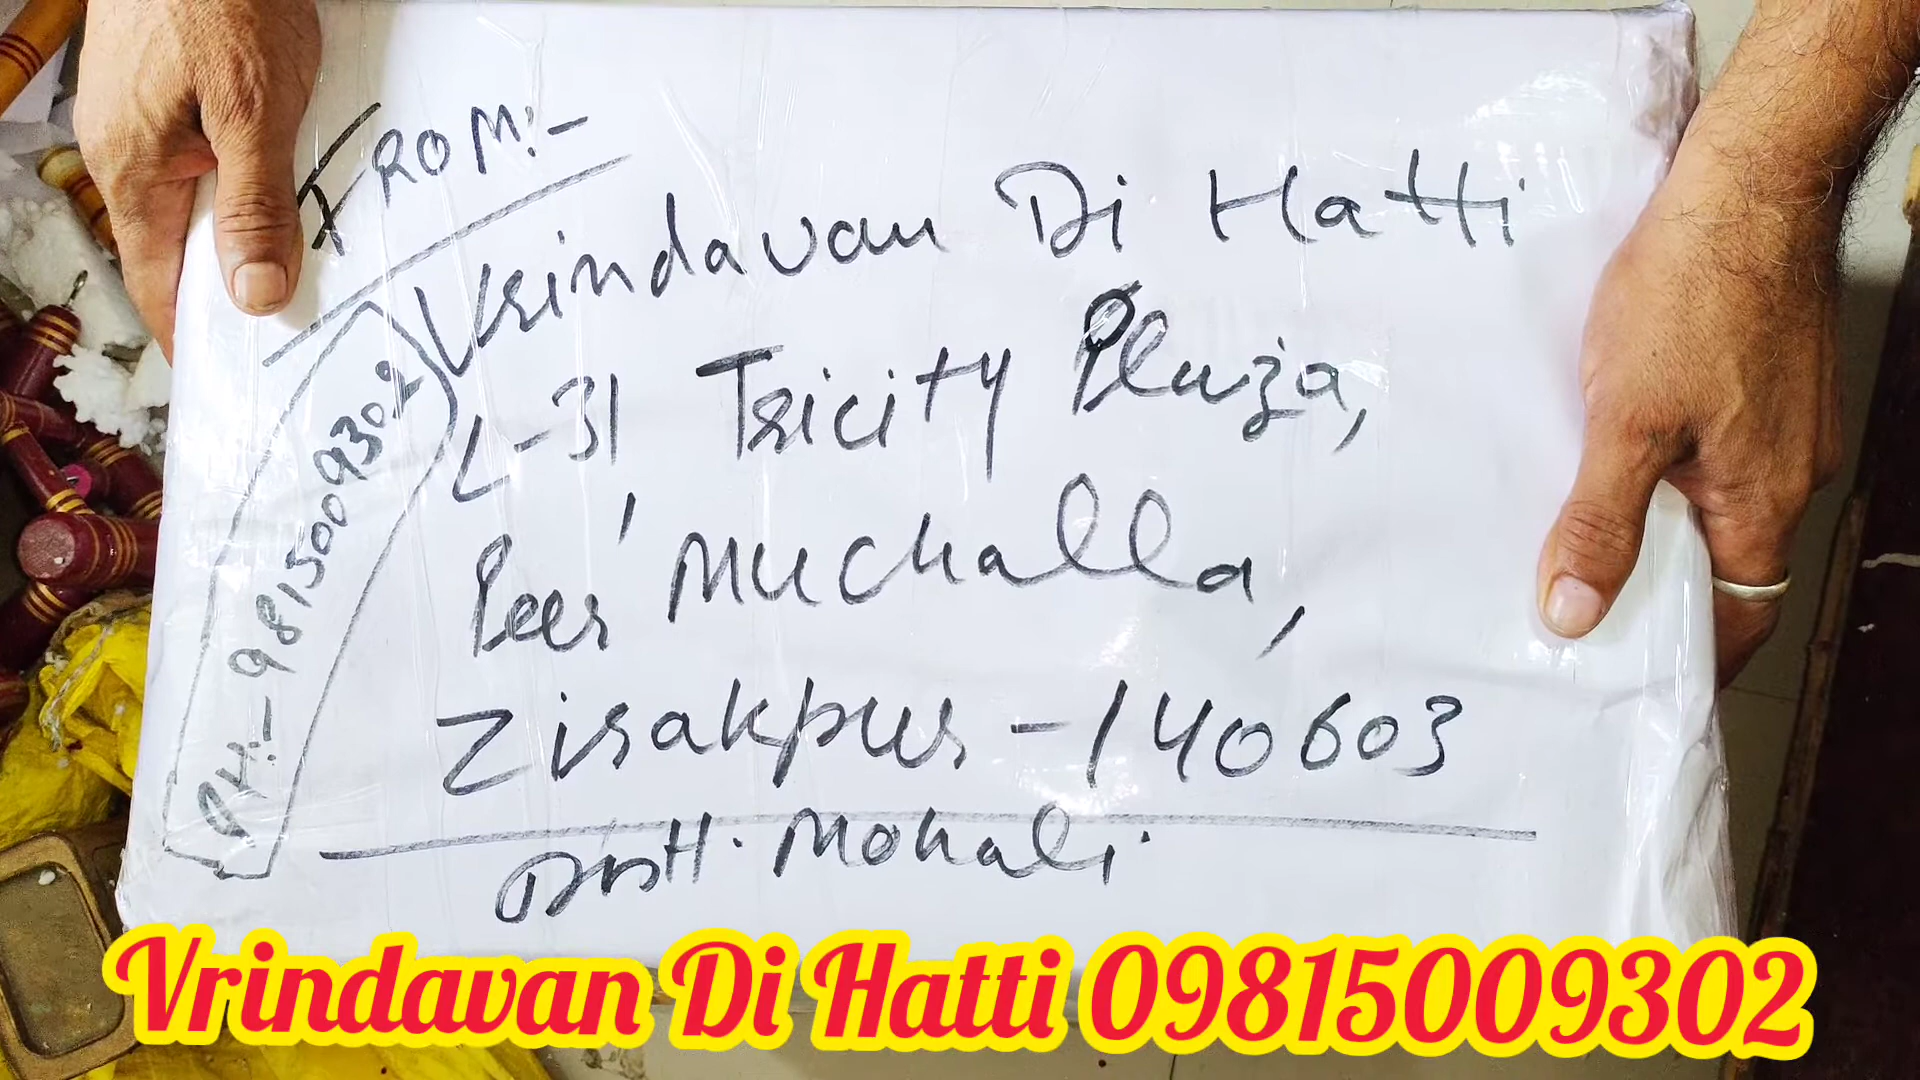 FROM:-
Vrindavan Di Hatti
L-31 Tricity Plaza,
Peer Muchalla,
Zirakpur - 140603
Distt. Mohali.
PH:- 9815009302
Vrindavan Di Hatti 09815009302